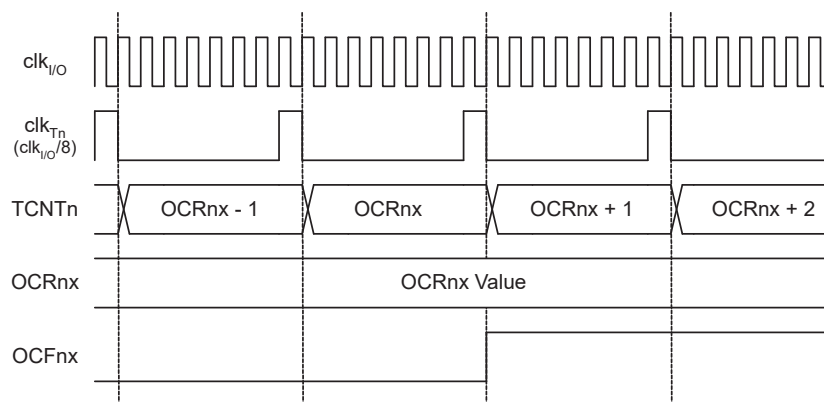 clkI/O
clkTn
(clkI/O/8)
TCNTn OCRnx - 1 OCRnx OCRnx + 1 OCRnx + 2
OCRnx OCRnx Value
OCFnx